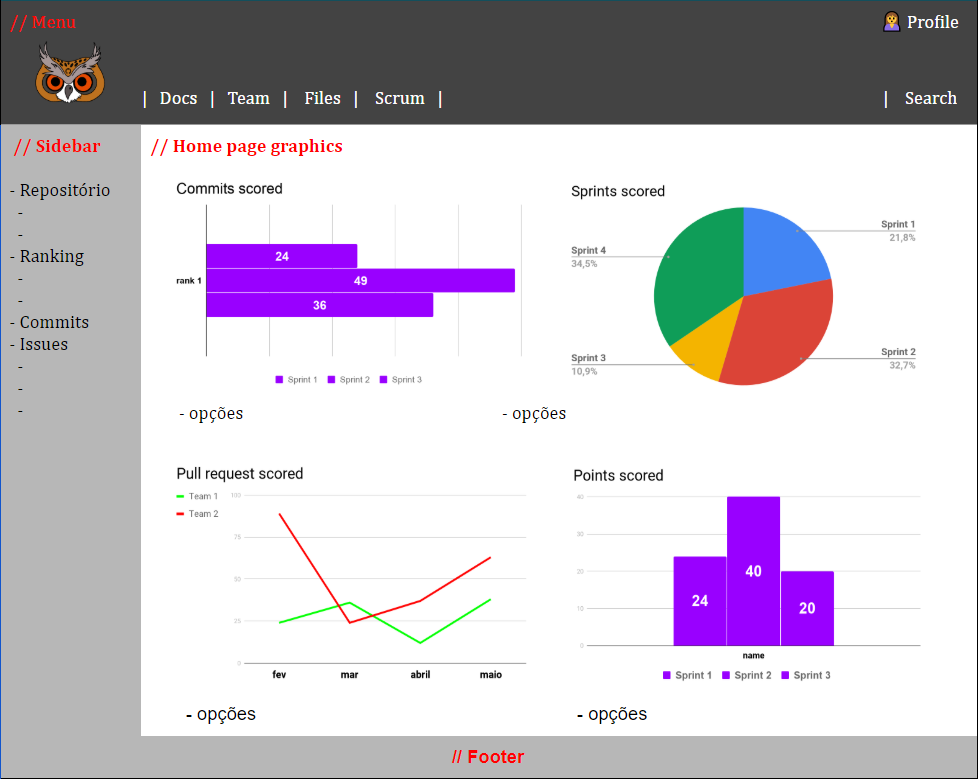 // Menu
Profile
| Docs | Team | Files | Scrum |
| Search
// Sidebar
- Repositório
-
-
- Ranking
-
-
- Commits
- Issues
-
-
-
// Home page graphics
Commits scored
24
rank 1
49
36
Sprint 1 Sprint 2 Sprint 3
- opções
Sprints scored
Sprint 1
21,8%
Sprint 4
34,5%
Sprint 2
32,7%
Sprint 3
10,9%
- opções
Pull request scored
Team 1
Team 2
100
75
50
25
0
fev mar abril maio
- opções
Points scored
40
30
20
10
0
24
40
20
name
Sprint 1 Sprint 2 Sprint 3
- opções
// Footer